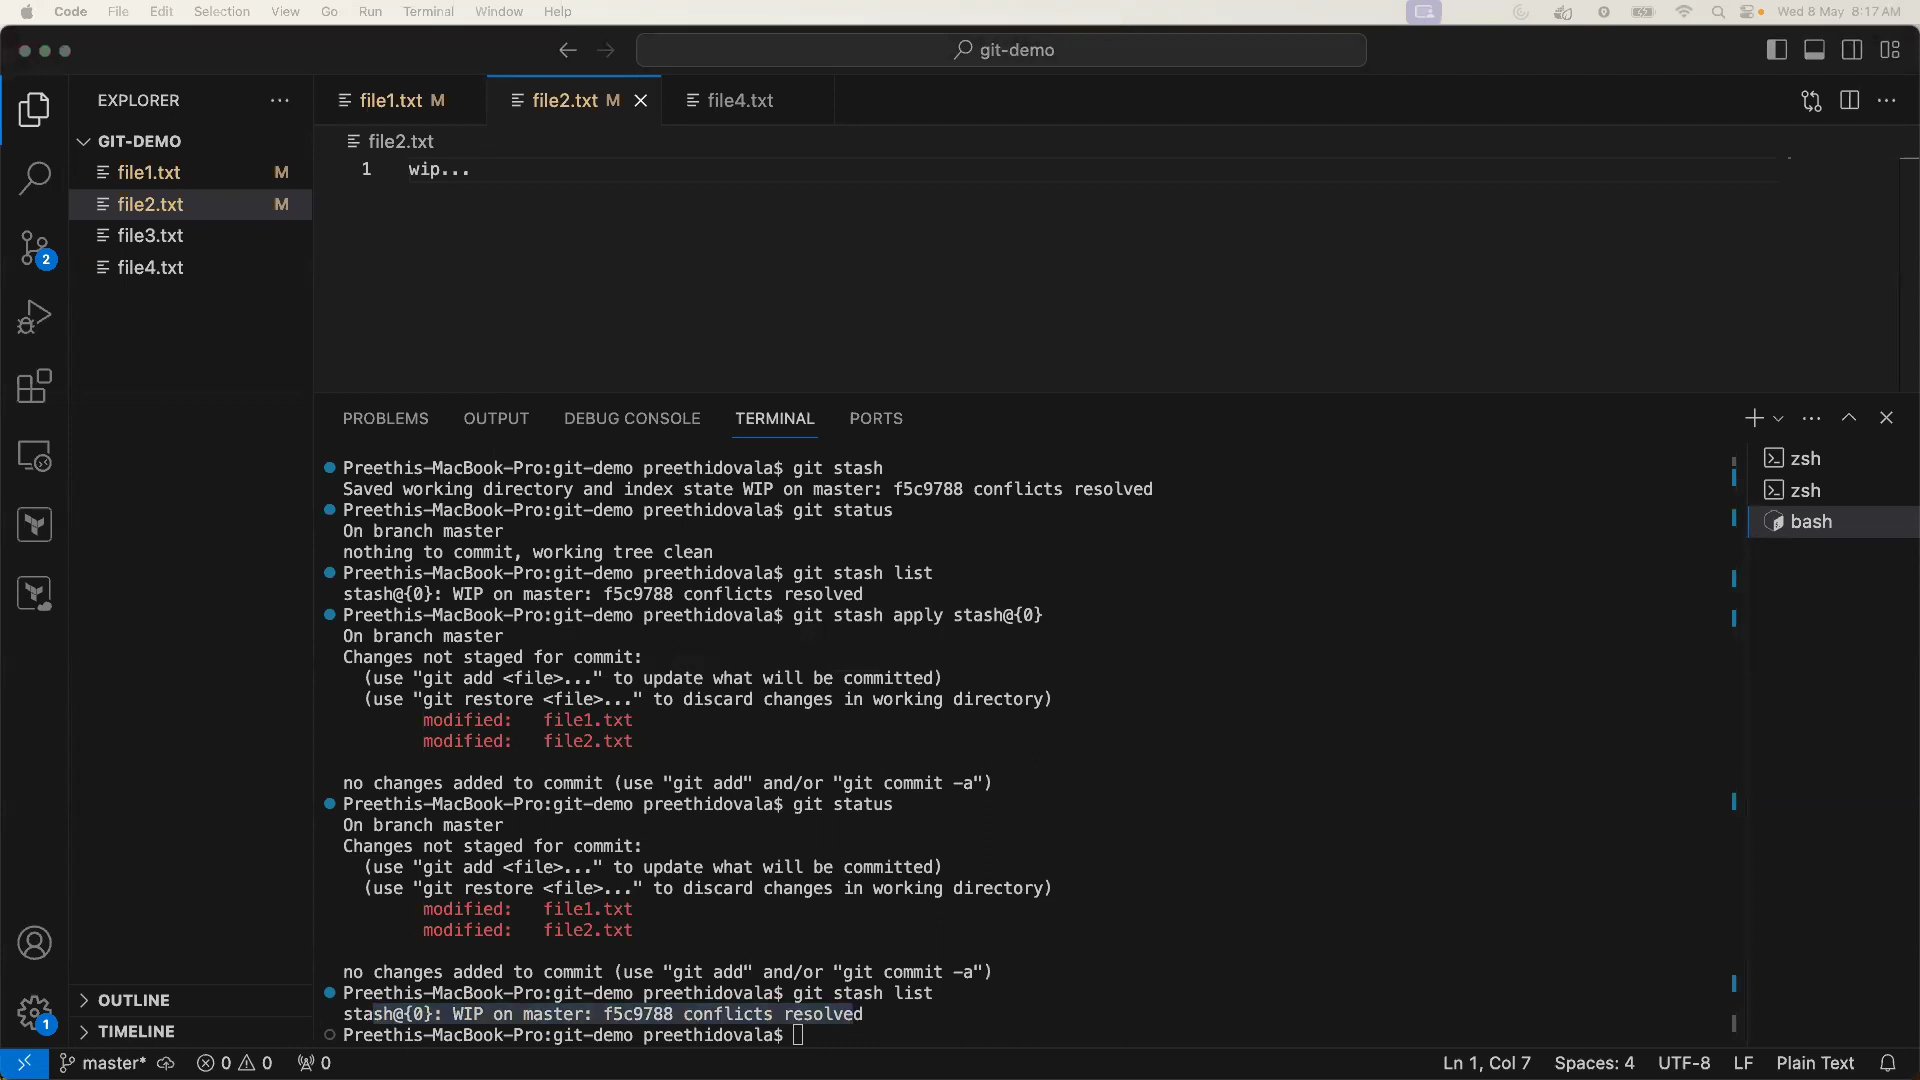 Code File Edit Selection View Go Run Terminal Window Help Wed 8 May 8:17 AM
git-demo
EXPLORER
GIT-DEMO
file1.txt M
file2.txt M
file3.txt
file4.txt
2
file1.txt M file2.txt M file4.txt
file2.txt
1 wip...
PROBLEMS OUTPUT DEBUG CONSOLE TERMINAL PORTS
Preethis-MacBook-Pro:git-demo preethidovala$ git stash
Saved working directory and index state WIP on master: f5c9788 conflicts resolved
Preethis-MacBook-Pro:git-demo preethidovala$ git status
On branch master
nothing to commit, working tree clean
Preethis-MacBook-Pro:git-demo preethidovala$ git stash list
stash@{0}: WIP on master: f5c9788 conflicts resolved
Preethis-MacBook-Pro:git-demo preethidovala$ git stash apply stash@{0}
On branch master
Changes not staged for commit:
(use "git add <file>..." to update what will be committed)
(use "git restore <file>..." to discard changes in working directory)
modified: file1.txt
modified: file2.txt
no changes added to commit (use "git add" and/or "git commit -a")
Preethis-MacBook-Pro:git-demo preethidovala$ git status
On branch master
Changes not staged for commit:
(use "git add <file>..." to update what will be committed)
(use "git restore <file>..." to discard changes in working directory)
modified: file1.txt
modified: file2.txt
no changes added to commit (use "git add" and/or "git commit -a")
Preethis-MacBook-Pro:git-demo preethidovala$ git stash list
stash@{0}: WIP on master: f5c9788 conflicts resolved
Preethis-MacBook-Pro:git-demo preethidovala$
zsh
zsh
bash
OUTLINE
TIMELINE
1
master* 0 0 0 Ln 1, Col 7 Spaces: 4 UTF-8 LF Plain Text